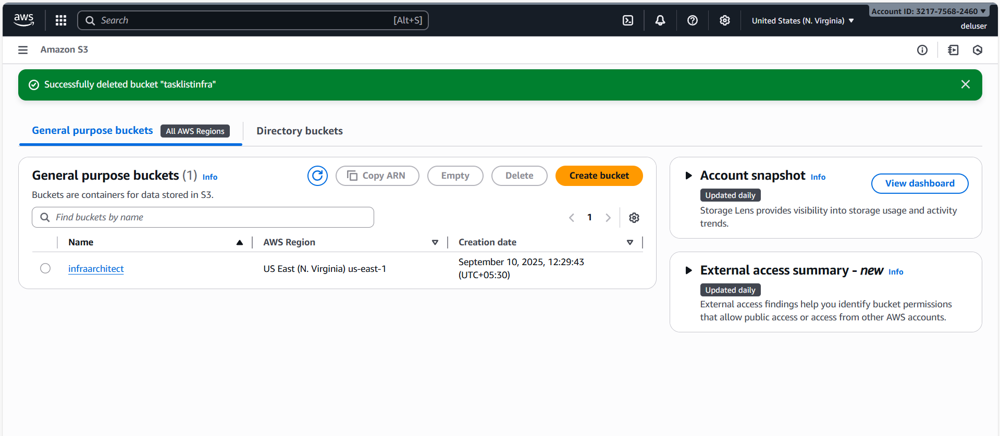 aws
Search
[Alt+S]
United States (N. Virginia)
Account ID: 3217-7568-2460
deluser
Amazon S3
Successfully deleted bucket "tasklistinfra"
General purpose buckets
All AWS Regions
Directory buckets
General purpose buckets (1) Info
Copy ARN
Empty
Delete
Create bucket
Buckets are containers for data stored in S3.
Find buckets by name
1
Name
AWS Region
Creation date
infraarchitect
US East (N. Virginia) us-east-1
September 10, 2025, 12:29:43
(UTC+05:30)
Account snapshot Info
View dashboard
Updated daily
Storage Lens provides visibility into storage usage and activity
trends.
External access summary - new Info
Updated daily
External access findings help you identify bucket permissions
that allow public access or access from other AWS accounts.